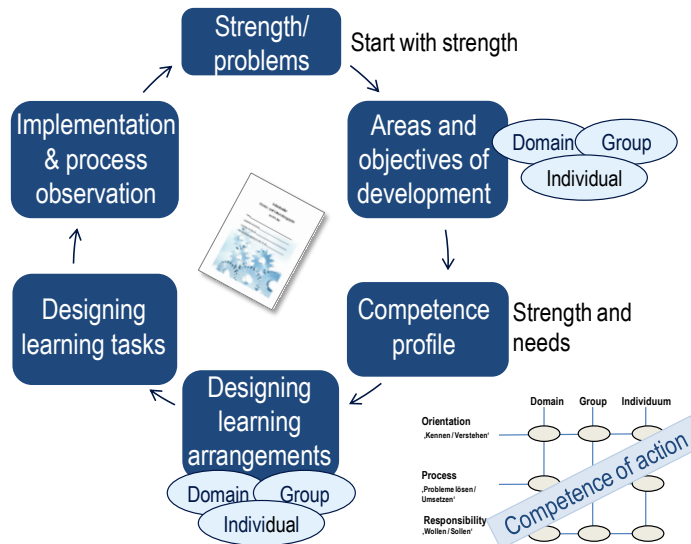 Strength/
problems
Start with strength
Areas and
objectives of
development
Domain
Group
Individual
Competence
profile
Strength and
needs
Designing
learning
arrangements
Domain
Group
Individual
Designing
learning tasks
Implementation
& process
observation
Domain
Group
Individuum
Orientation
‚Kennen / Verstehen‘
Process
‚Probleme lösen /
Umsetzen‘
Responsibility
‚Wollen / Sollen‘
Competence of action